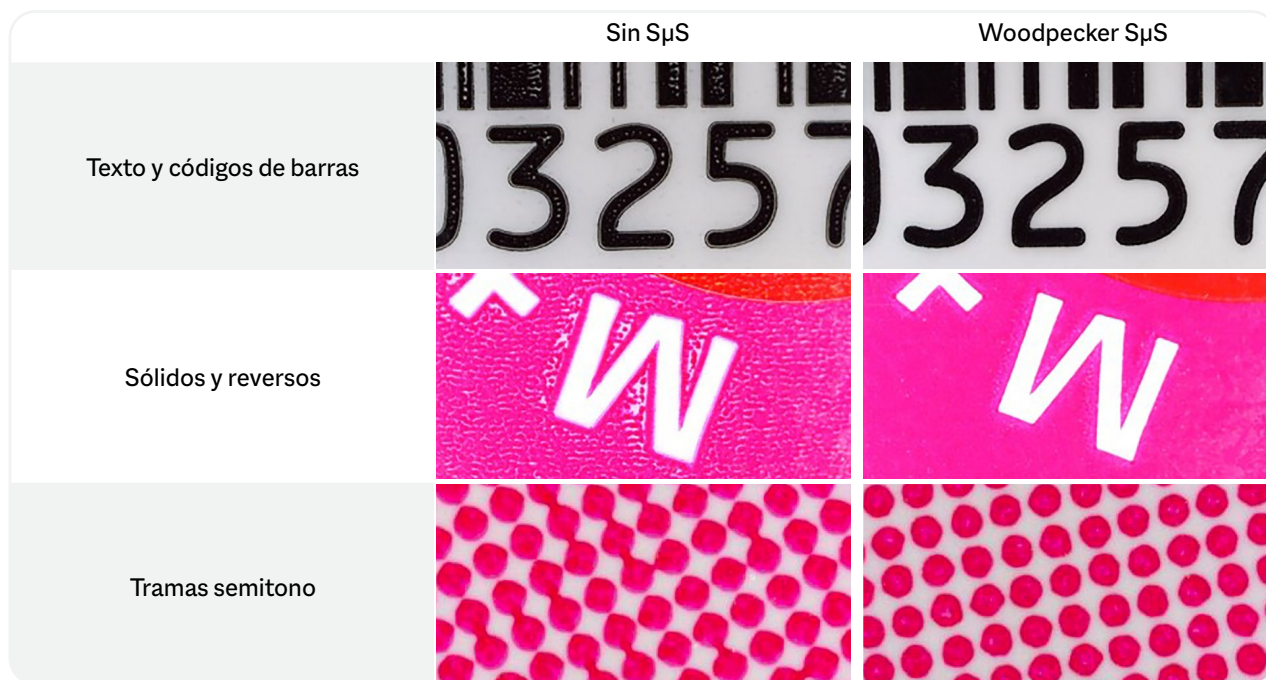 Sin SµS
Woodpecker SµS
Texto y códigos de barras
03257
03257
Sólidos y reversos
M
M
Tramas semitono